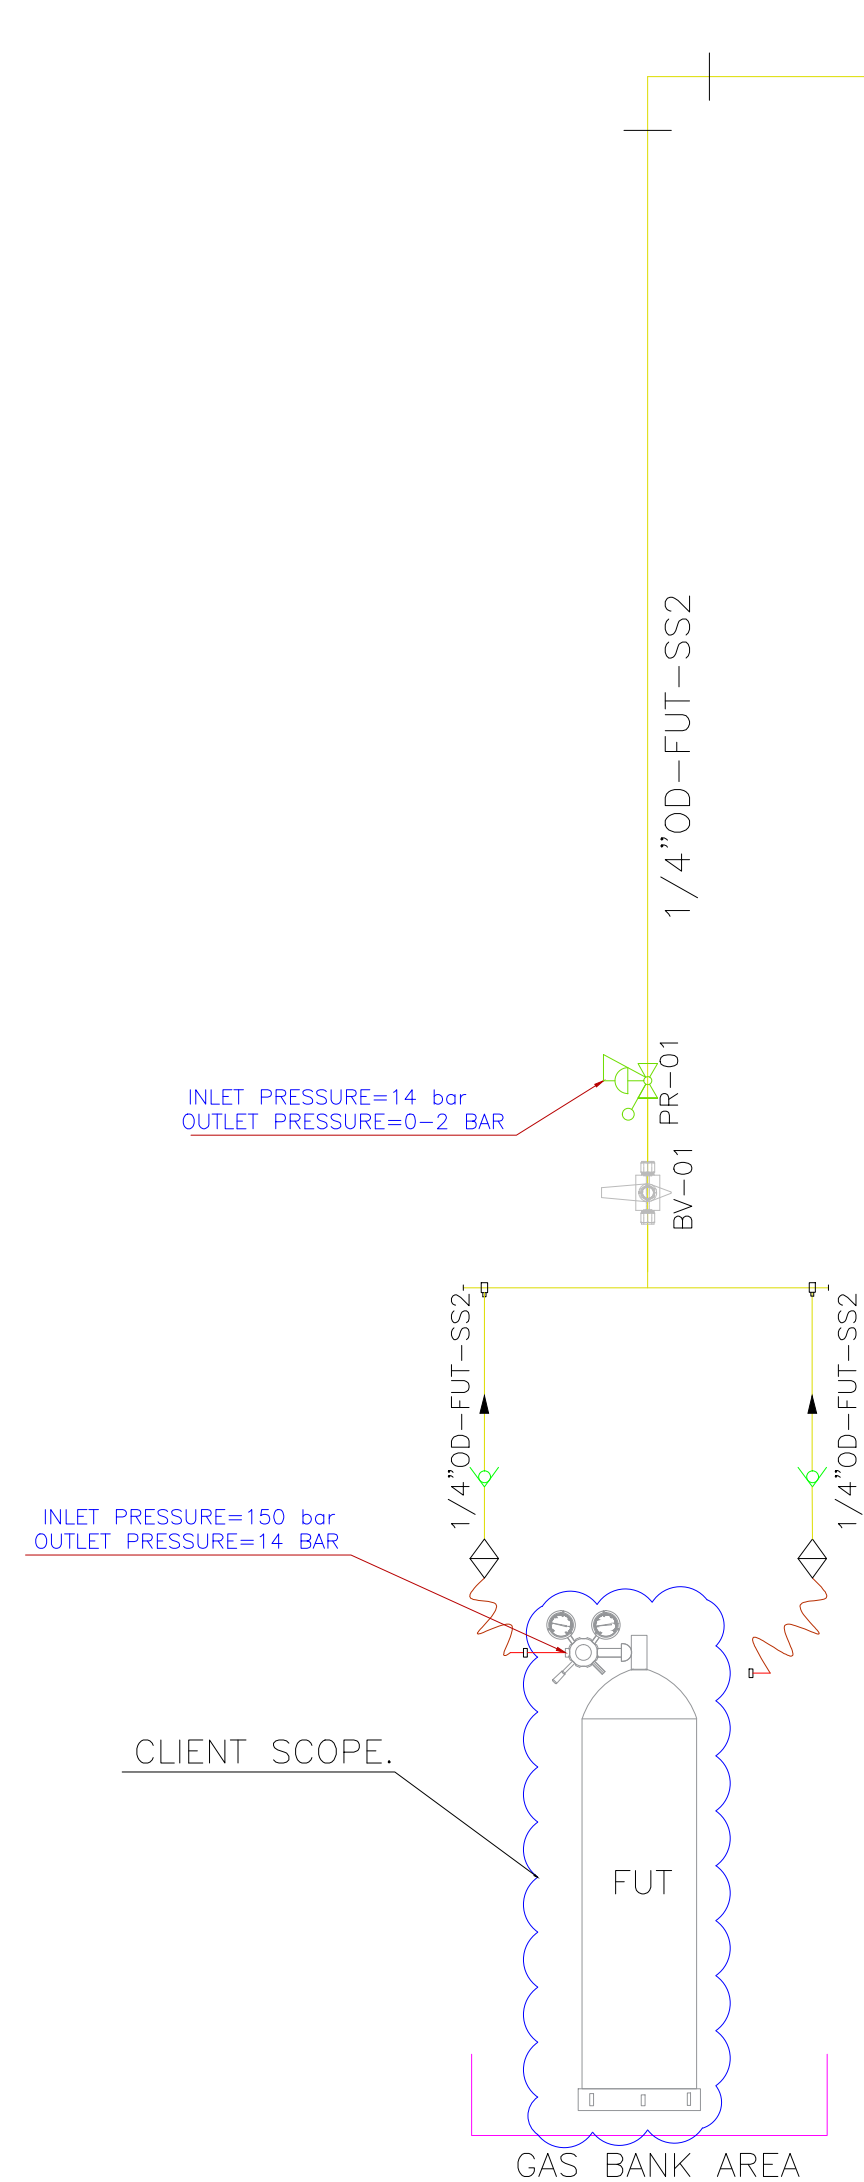 1/4"OD-FUT-SS2
PR-01
INLET PRESSURE=14 bar
OUTLET PRESSURE=0-2 BAR
BV-01
1/4"OD-FUT-SS2
1/4"OD-FUT-SS2
INLET PRESSURE=150 bar
OUTLET PRESSURE=14 BAR
CLIENT SCOPE.
FUT
GAS BANK AREA